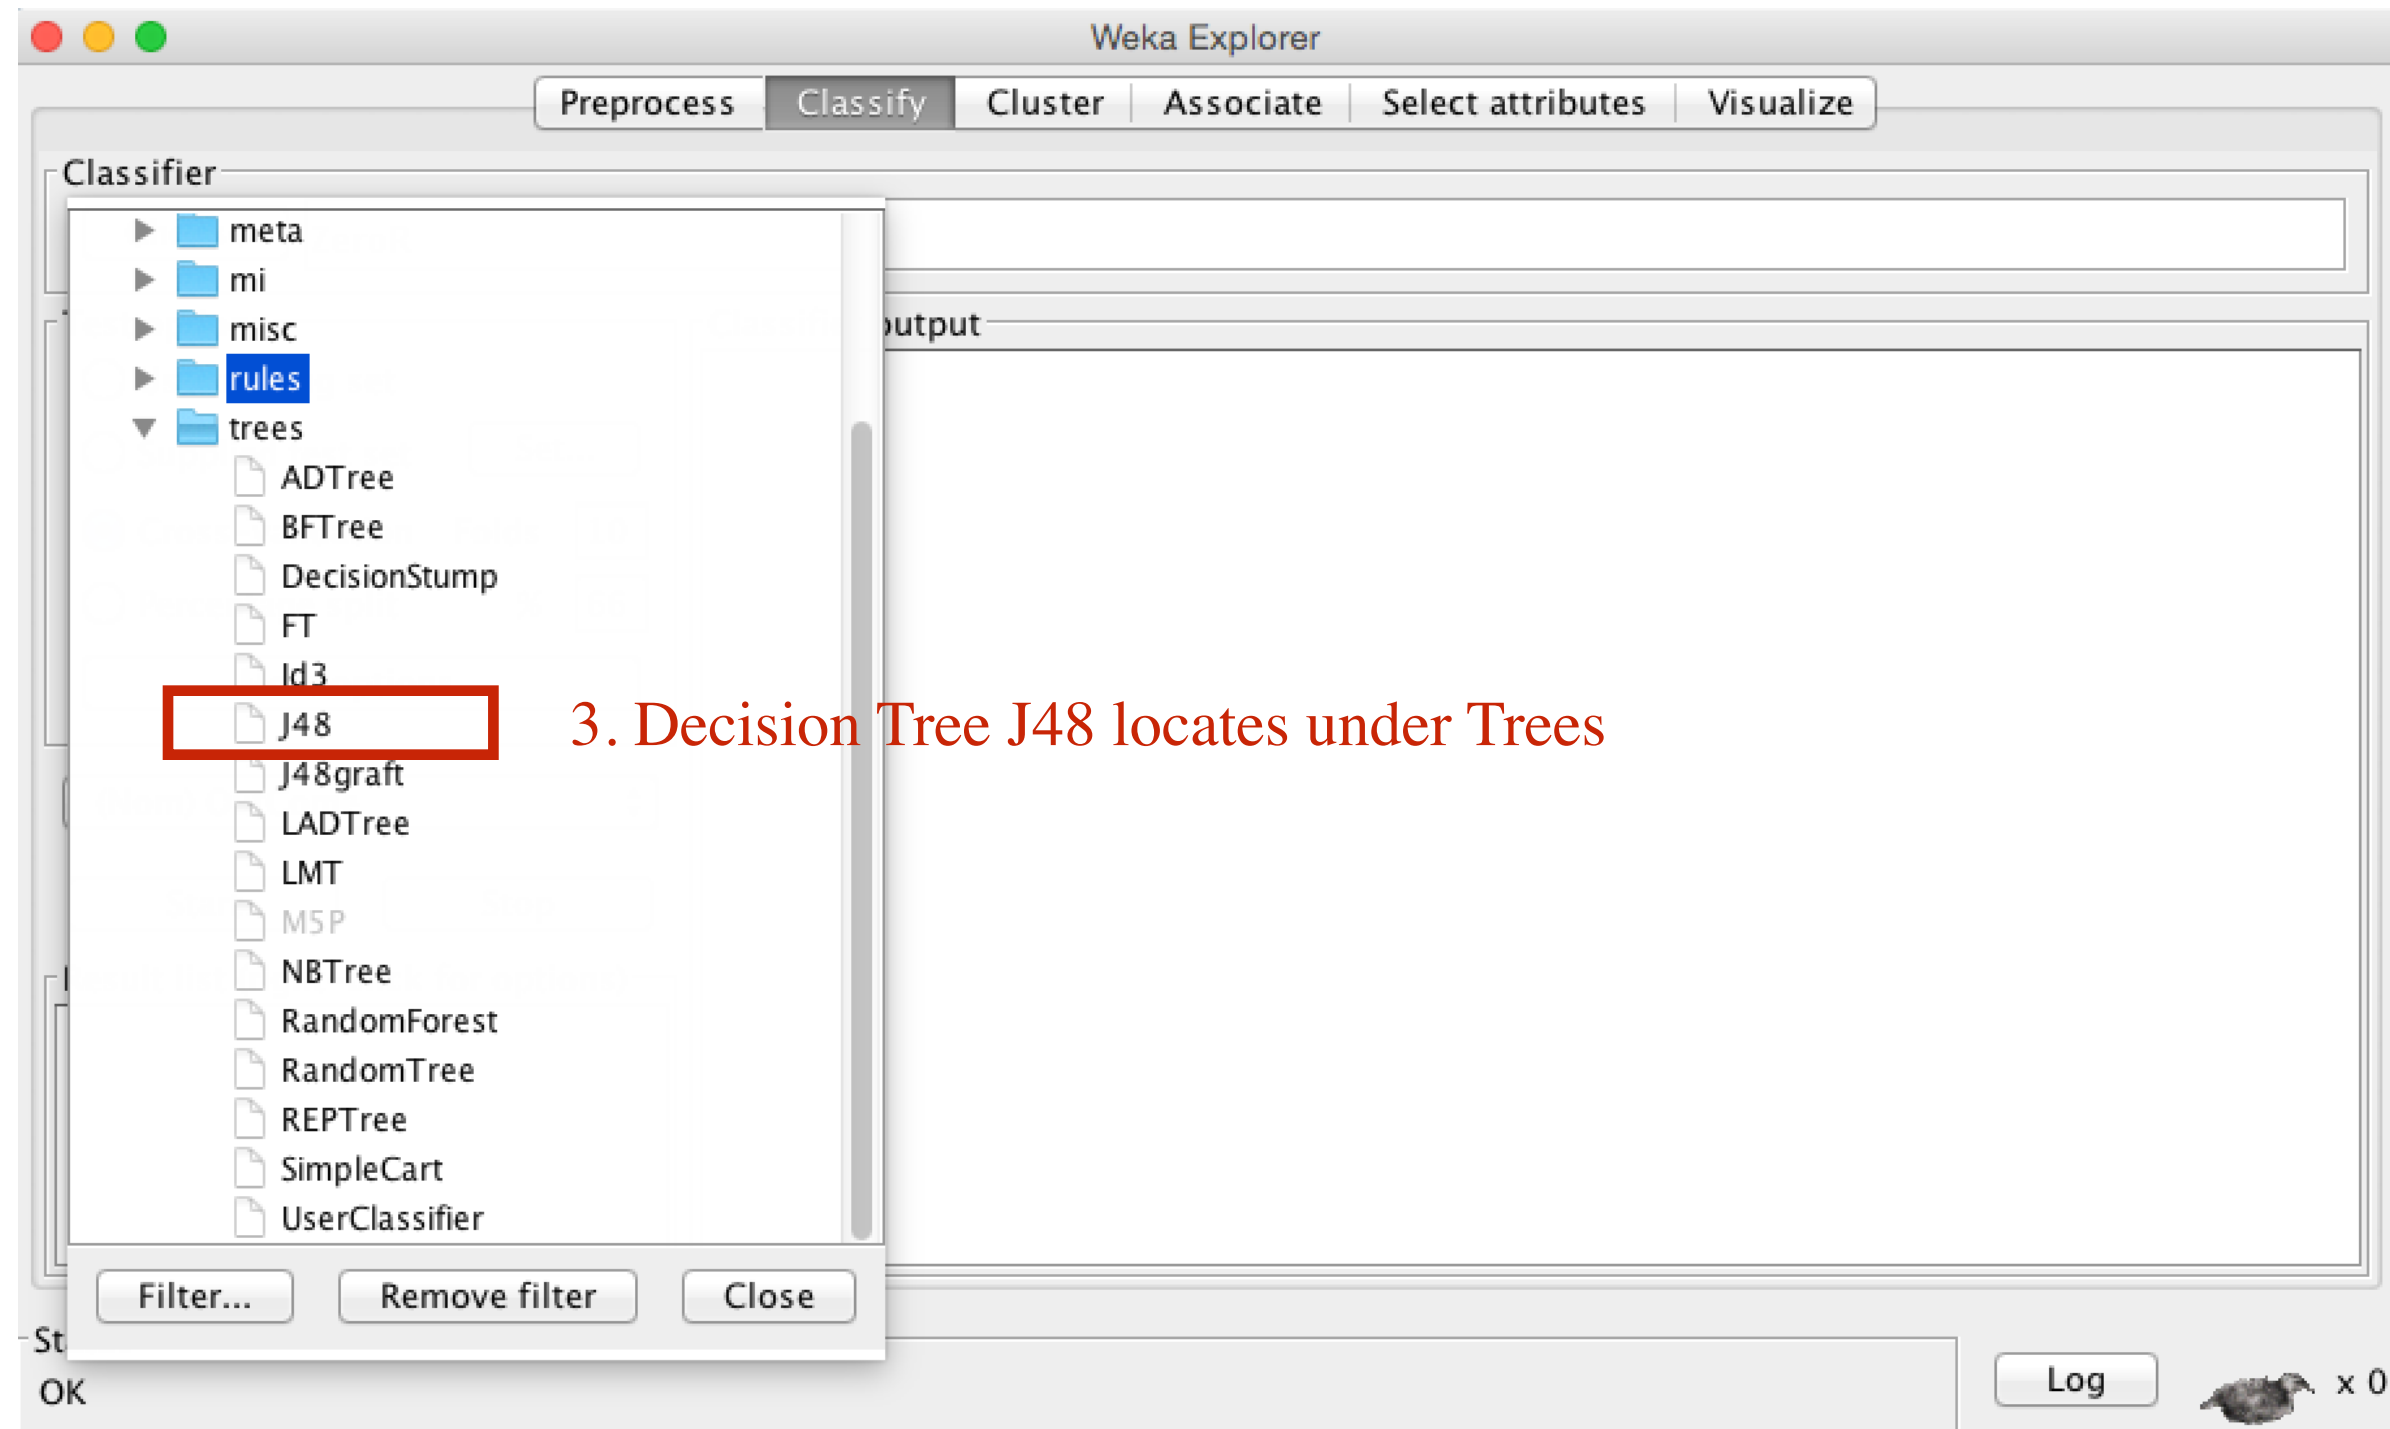 Weka Explorer
Preprocess Classify Cluster Associate Select attributes Visualize
Classifier
meta
mi
misc
output
rules
trees
ADTree
BFTree
DecisionStump
FT
Id3
J48
3. Decision Tree J48 locates under Trees
J48graft
LADTree
LMT
M5P
NBTree
RandomForest
RandomTree
REPTree
SimpleCart
UserClassifier
Filter... Remove filter Close
St
OK
Log x 0